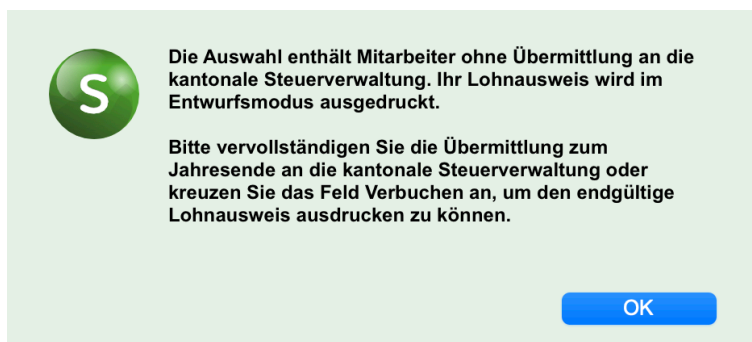 S
Die Auswahl enthält Mitarbeiter ohne Übermittlung an die
kantonale Steuerverwaltung. Ihr Lohnausweis wird im
Entwurfsmodus ausgedruckt.
Bitte vervollständigen Sie die Übermittlung zum
Jahresende an die kantonale Steuerverwaltung oder
kreuzen Sie das Feld Verbuchen an, um den endgültige
Lohnausweis ausdrucken zu können.
OK